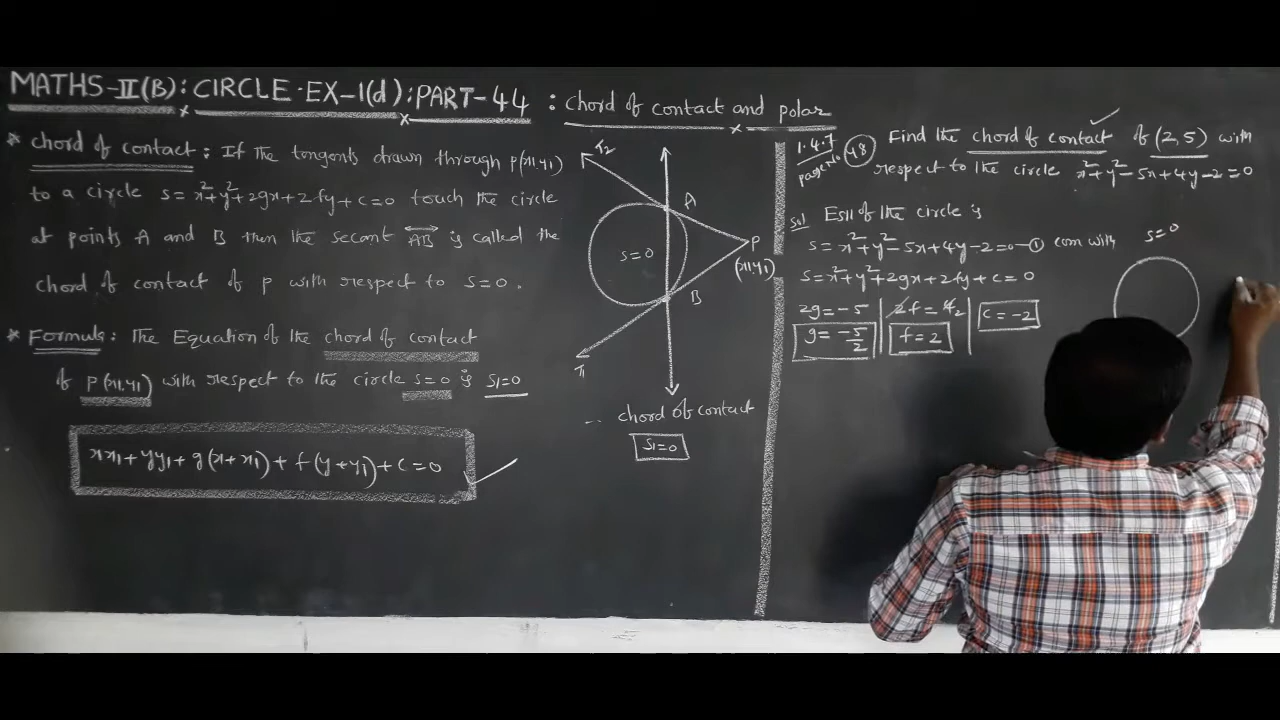 MATHS-II(B): CIRCLE. EX-1(d); PART-44 : chord of contact and polar
* chord of contact: If the tangents drawn through P(x1,y1)
to a circle S = x²+y²+2gx+2fy+c=0 touch the circle
at points A and B then the secant AB is called the
chord of contact of p with respect to S=0.
* Formula: The Equation of the chord of contact
of P(x1,y1) with respect to the circle S=0 is S1=0
xx1+yy1+g(x+x1)+f(y+y1)+c=0
T2
A
P
(x1,y1)
S=0
B
T1
∴ chord of contact
S1=0
1.4.7
48) Find the chord of contact of (2,5) with
respect to the circle x²+y²-5x+4y-2=0
Sol
of the circle is
S=x²+y²-5x+4y-2=0-① com with
S=x²+y²+2gx+2fy+c=0
2g=-5 | 2f=4 2 | c=-2
g=-5/2 | f=2
S=0